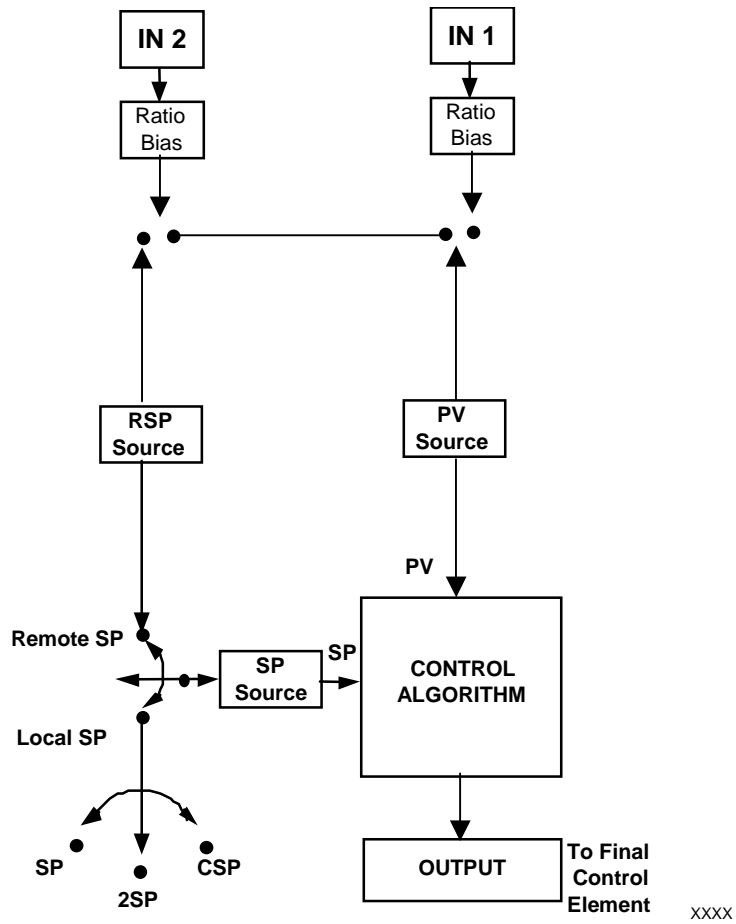 IN 2
IN 1
Ratio
Bias
Ratio
Bias
RSP
Source
PV
Source
PV
Remote SP
SP
Source
SP
CONTROL
ALGORITHM
Local SP
SP
2SP
CSP
OUTPUT
To Final
Control
Element
XXXX